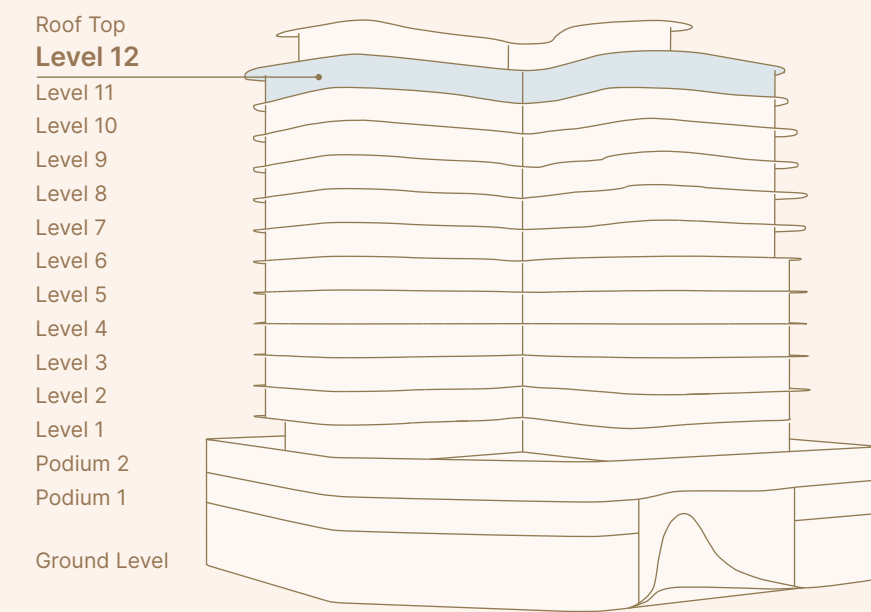 Roof Top
Level 12
Level 11
Level 10
Level 9
Level 8
Level 7
Level 6
Level 5
Level 4
Level 3
Level 2
Level 1
Podium 2
Podium 1
Ground Level